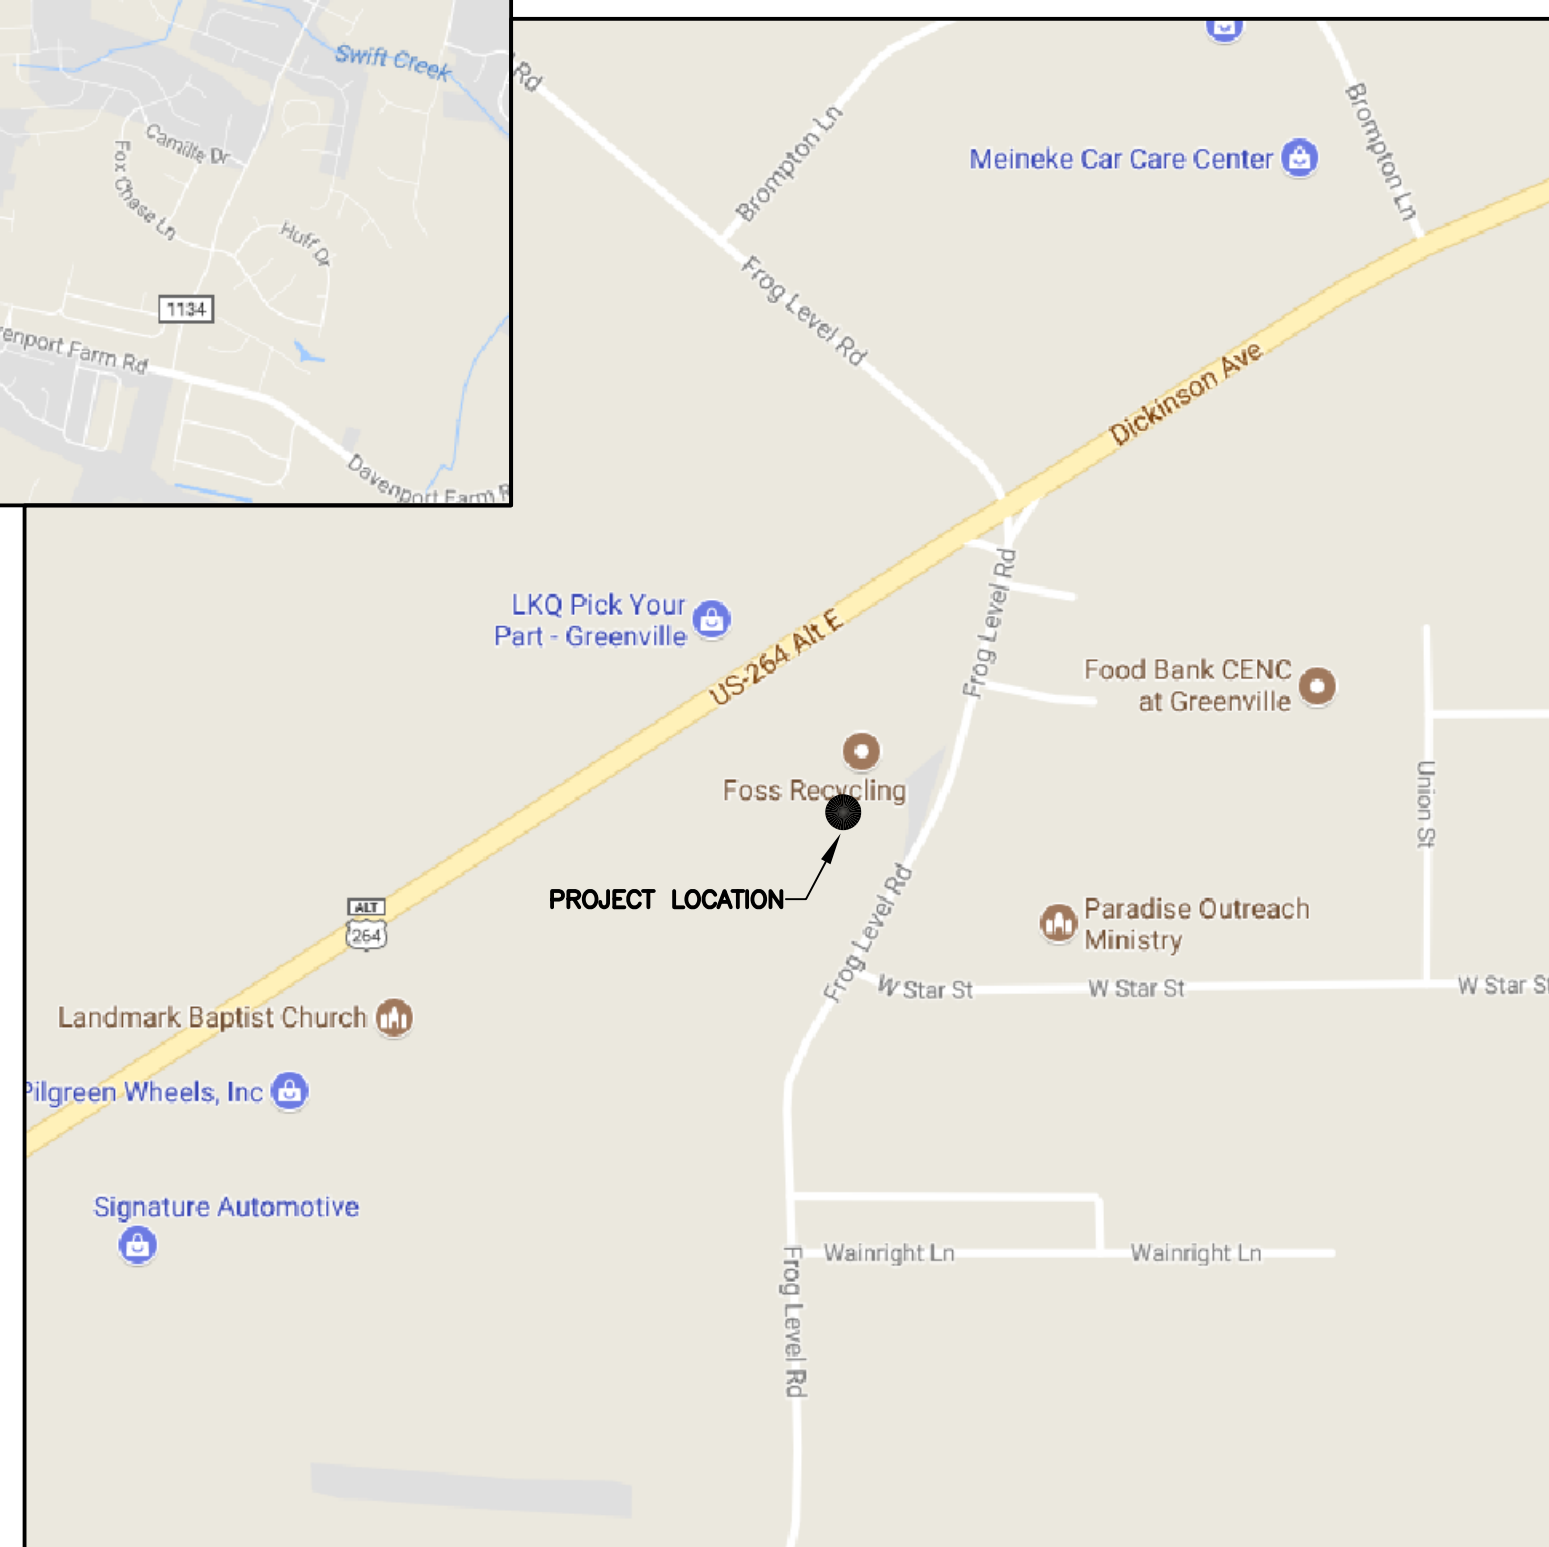 Swift Creek
Camille Dr
Fox Chase Ln
Huff Dr
1134
Davenport Farm Rd
Rd
Brompton Ln
Meineke Car Care Center
Brompton Ln
Frog Level Rd
Dickinson Ave
Frog Level Rd
LKQ Pick Your
Part - Greenville
US-264 Alt E
Food Bank CENC
at Greenville
Foss Recycling
Union St
PROJECT LOCATION
Frog Level Rd
ALT
264
Paradise Outreach
Ministry
W Star St
W Star St
W Star St
Landmark Baptist Church
Pilgreen Wheels, Inc
Signature Automotive
Wainright Ln
Wainright Ln
Frog Level Rd